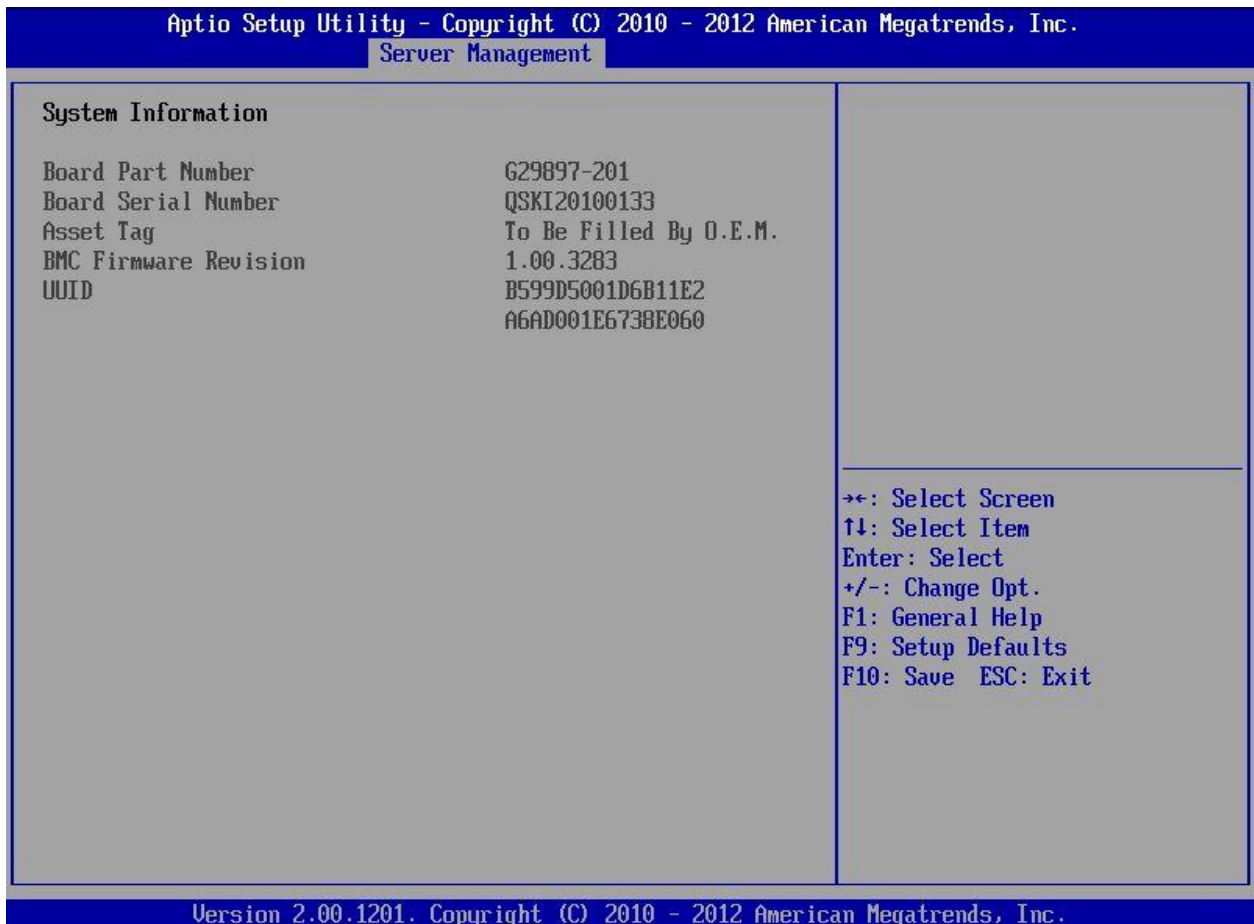 Aptio Setup Utility - Copyright (C) 2010 - 2012 American Megatrends, Inc.
Server Management
System Information
Board Part Number G29897-201
Board Serial Number QSKI20100133
Asset Tag To Be Filled By O.E.M.
BMC Firmware Revision 1.00.3283
UUID B599D5001D6B11E2
A6AD001E6738E060
→←: Select Screen
↑↓: Select Item
Enter: Select
+/-: Change Opt.
F1: General Help
F9: Setup Defaults
F10: Save ESC: Exit
Version 2.00.1201. Copyright (C) 2010 - 2012 American Megatrends, Inc.